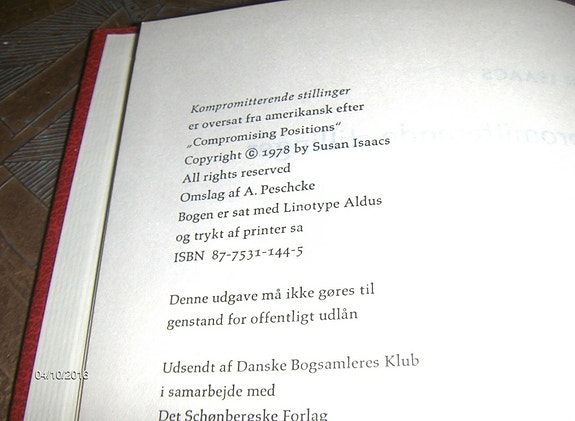 Kompromitterende stillinger
er oversat fra amerikansk efter
„Compromising Positions“
Copyright © 1978 by Susan Isaacs
All rights reserved
Omslag af A. Peschcke
Bogen er sat med Linotype Aldus
og trykt af printer sa
ISBN 87-7531-144-5
Denne udgave må ikke gøres til
genstand for offentligt udlån
Udsendt af Danske Bogsamleres Klub
i samarbejde med
Det Schønbergske Forlag
04/10/2016